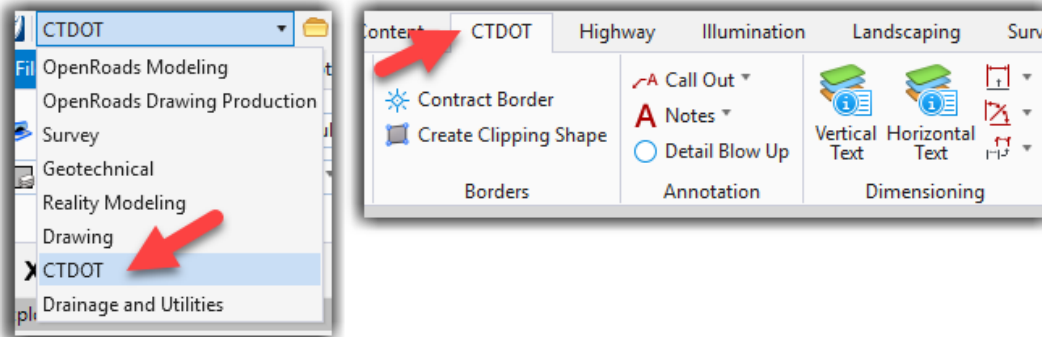 CTDOT
OpenRoads Modeling
OpenRoads Drawing Production
Survey
Geotechnical
Reality Modeling
Drawing
CTDOT
Drainage and Utilities
CTDOT Highway Illumination Landscaping
Contract Border
Create Clipping Shape
Borders
A Call Out
A Notes
Detail Blow Up
Annotation
Vertical Text
Horizontal Text
Dimensioning